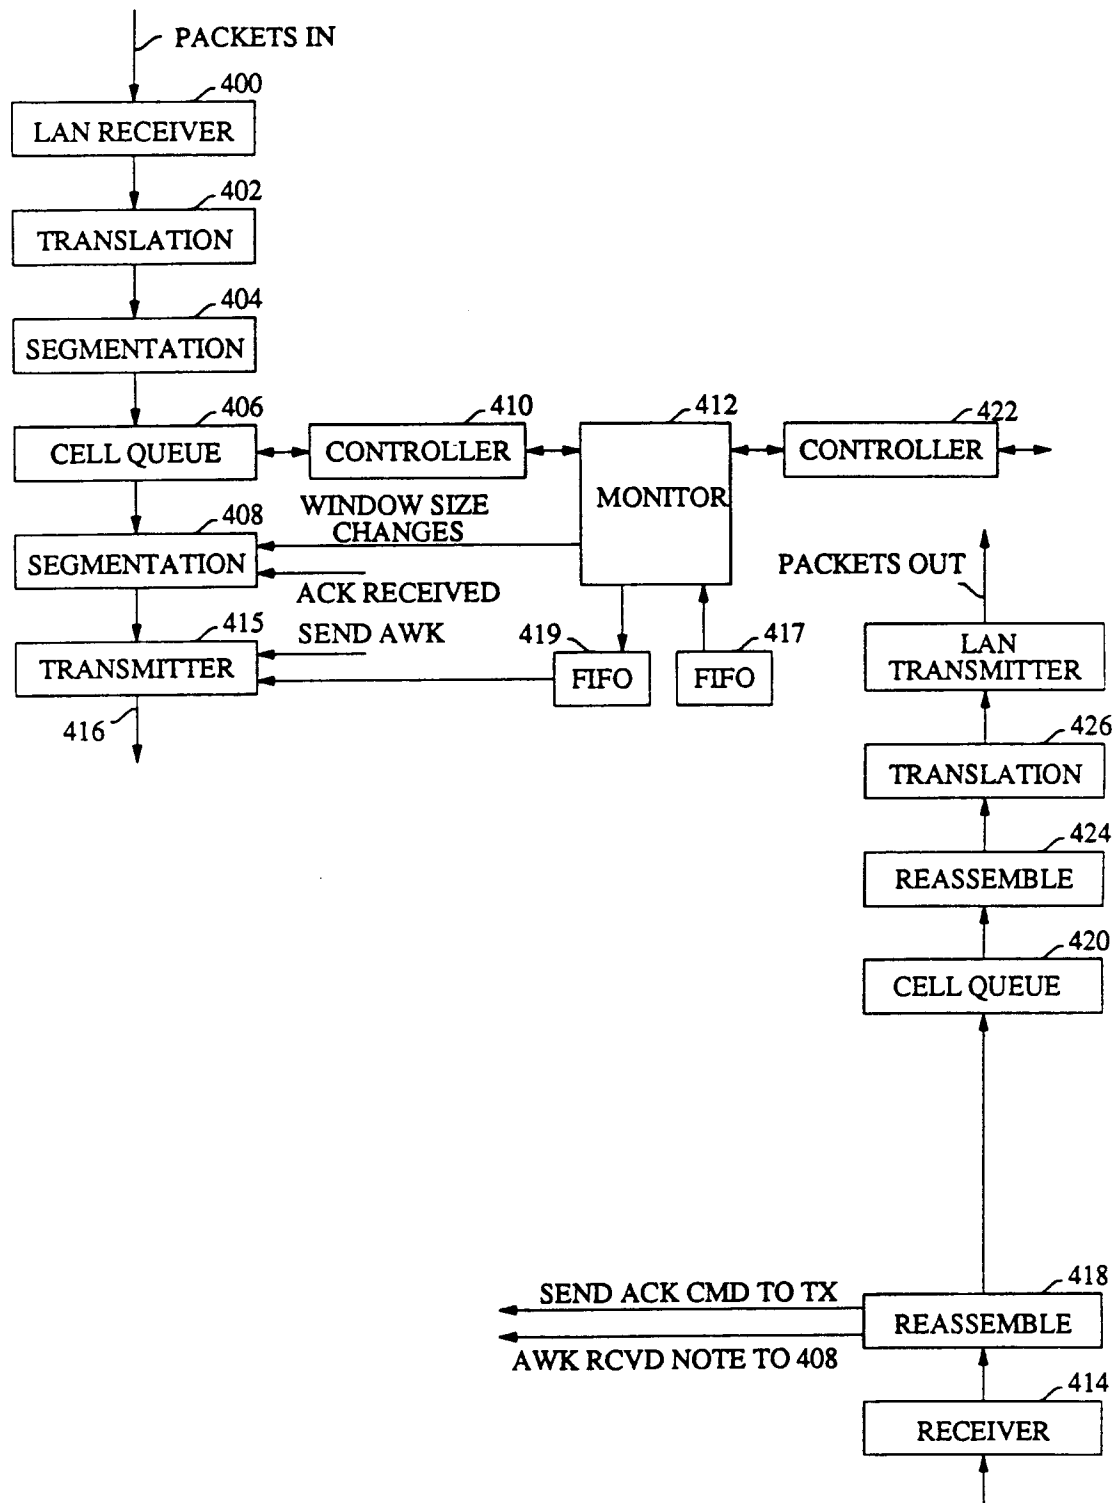 PACKETS IN
400
LAN RECEIVER
402
TRANSLATION
404
SEGMENTATION
406
CELL QUEUE
410
CONTROLLER
412
MONITOR
422
CONTROLLER
WINDOW SIZE
CHANGES
408
SEGMENTATION
ACK RECEIVED
SEND AWK
415
TRANSMITTER
416
419
FIFO
417
FIFO
PACKETS OUT
LAN
TRANSMITTER
426
TRANSLATION
424
REASSEMBLE
420
CELL QUEUE
SEND ACK CMD TO TX
418
REASSEMBLE
AWK RCVD NOTE TO 408
414
RECEIVER